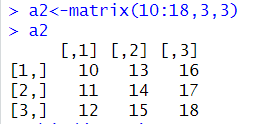 > a2<-matrix(10:18,3,3)
> a2
     [,1] [,2] [,3]
[1,]   10   13   16
[2,]   11   14   17
[3,]   12   15   18